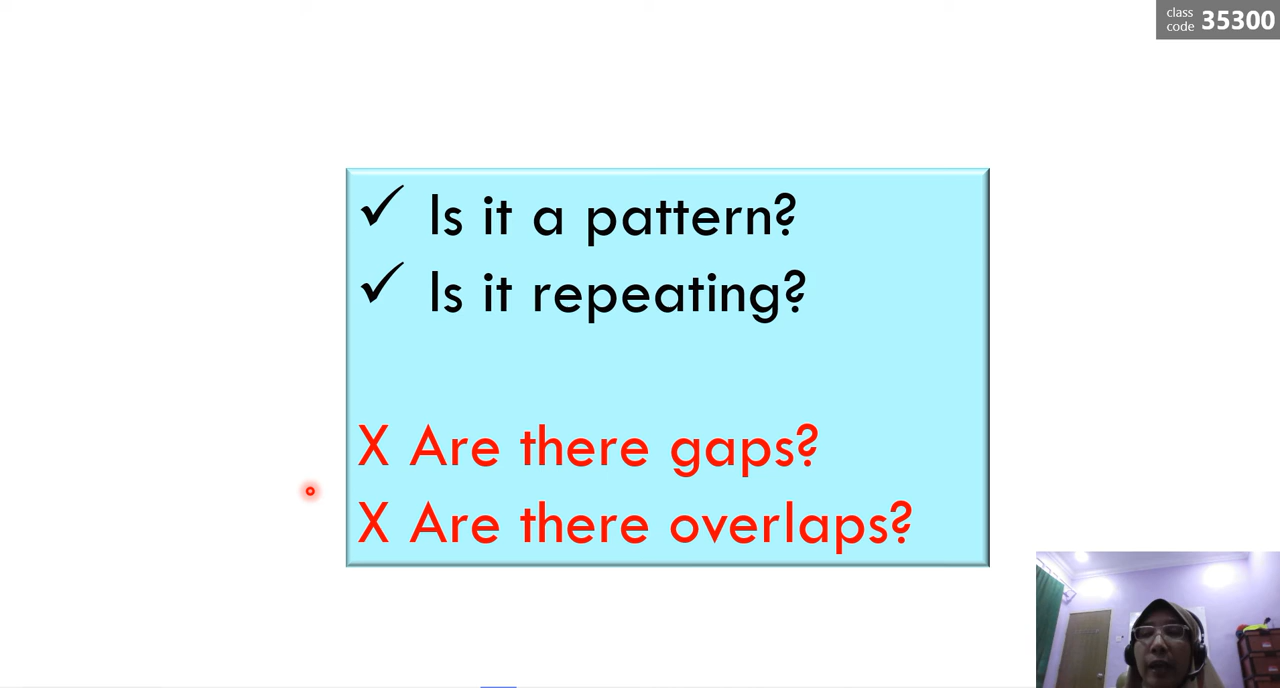 class
code 35300
✓ Is it a pattern?
✓ Is it repeating?
X Are there gaps?
X Are there overlaps?